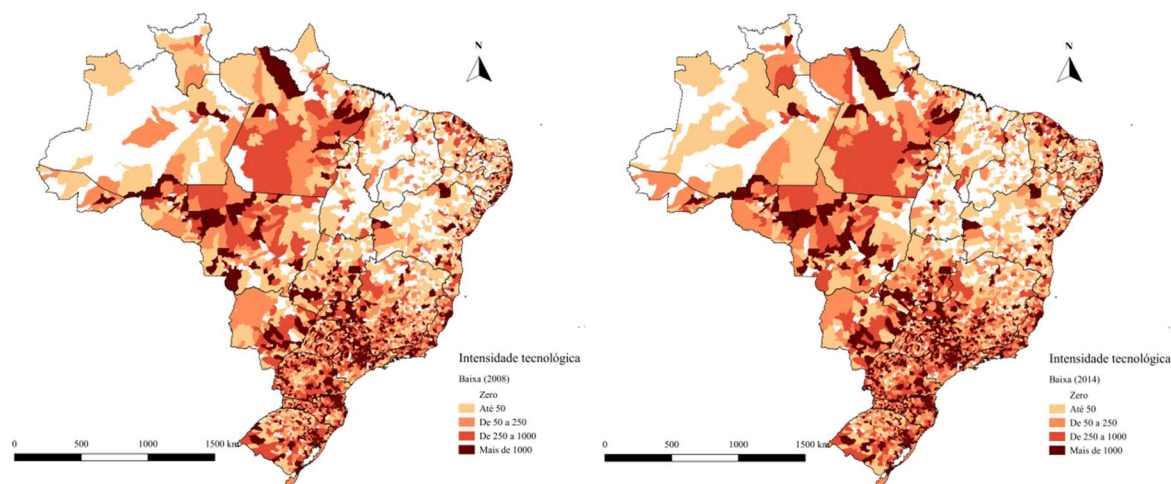 N
Intensidade tecnológica
Baixa (2008)
Zero
Até 50
De 50 a 250
De 250 a 1000
Mais de 1000
0 500 1000 1500 km
N
Intensidade tecnológica
Baixa (2014)
Zero
Até 50
De 50 a 250
De 250 a 1000
Mais de 1000
0 500 1000 1500 km